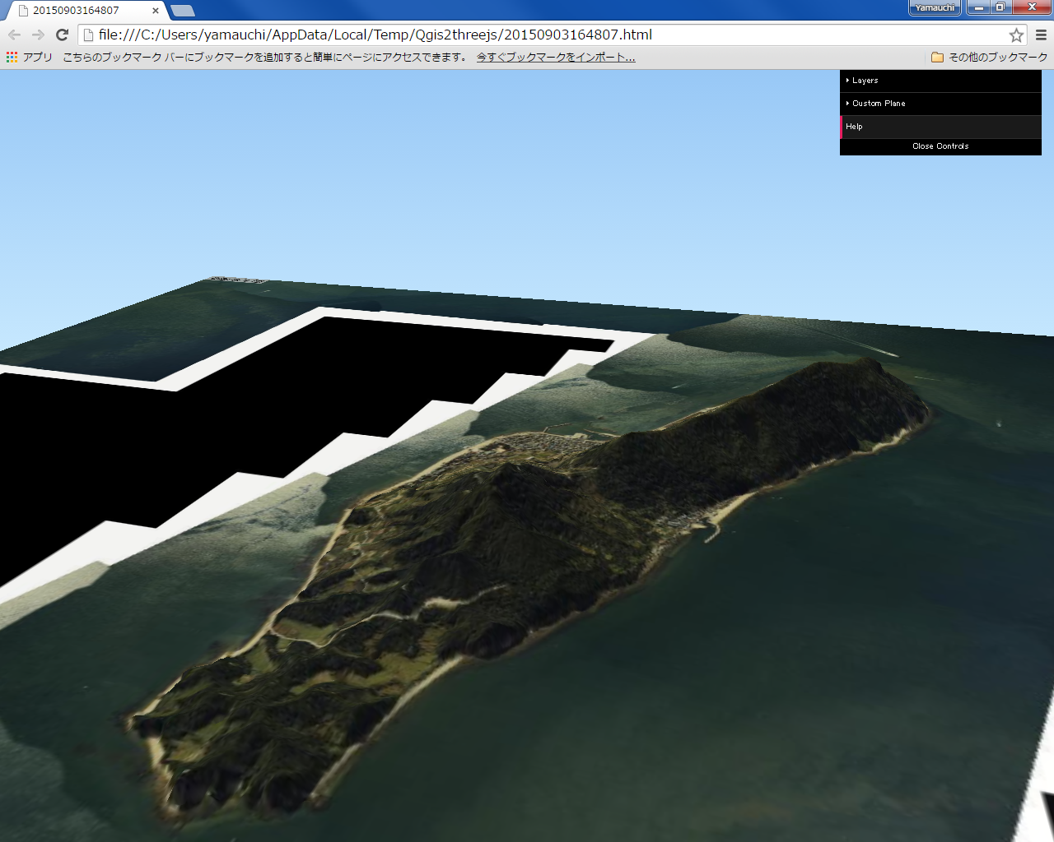 20150903164807
Yamauchi
file:///C:/Users/yamauchi/AppData/Local/Temp/Qgis2threejs/20150903164807.html
アプリ こちらのブックマーク バーにブックマークを追加すると簡単にページにアクセスできます。 今すぐブックマークをインポート... その他のブックマーク
Layers
Custom Plane
Help
Close Controls